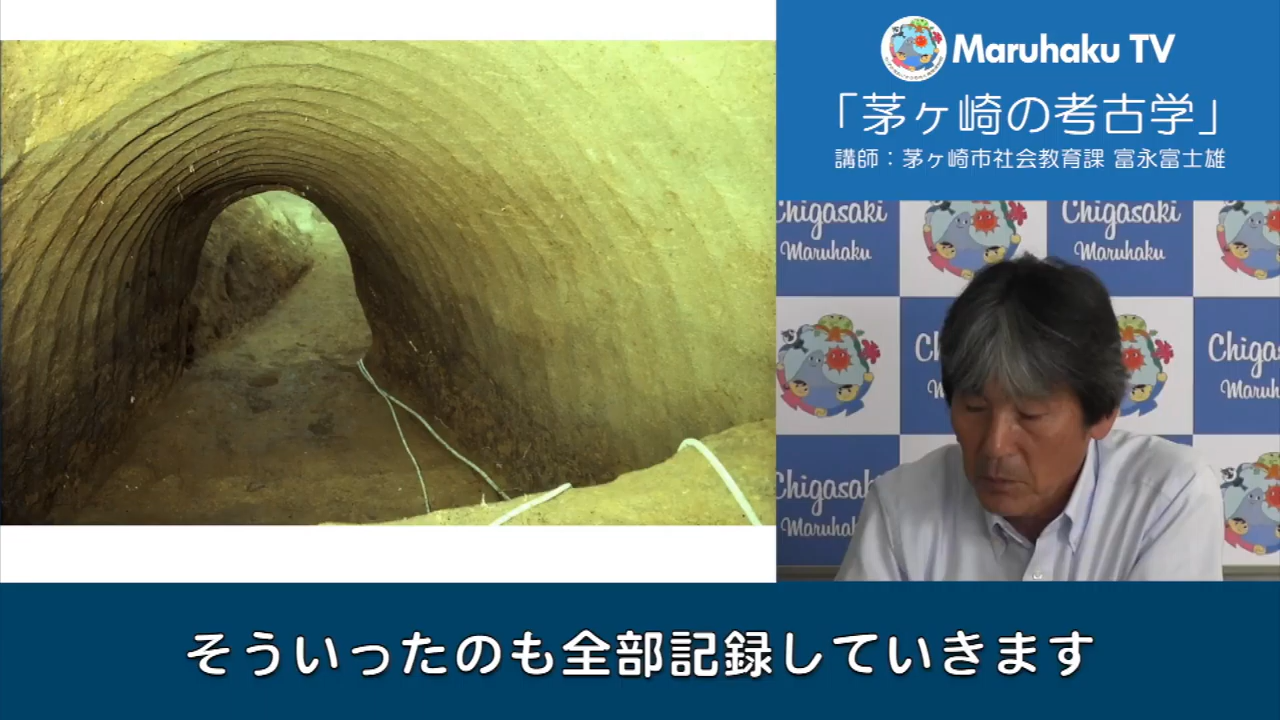 Maruhaku TV
「茅ヶ崎の考古学」
講師：茅ヶ崎市社会教育課 富永富士雄
Chigasaki
Maruhaku
Chigasaki
Maruhaku
Chigasaki
Maruhaku
そういったのも全部記録していきます